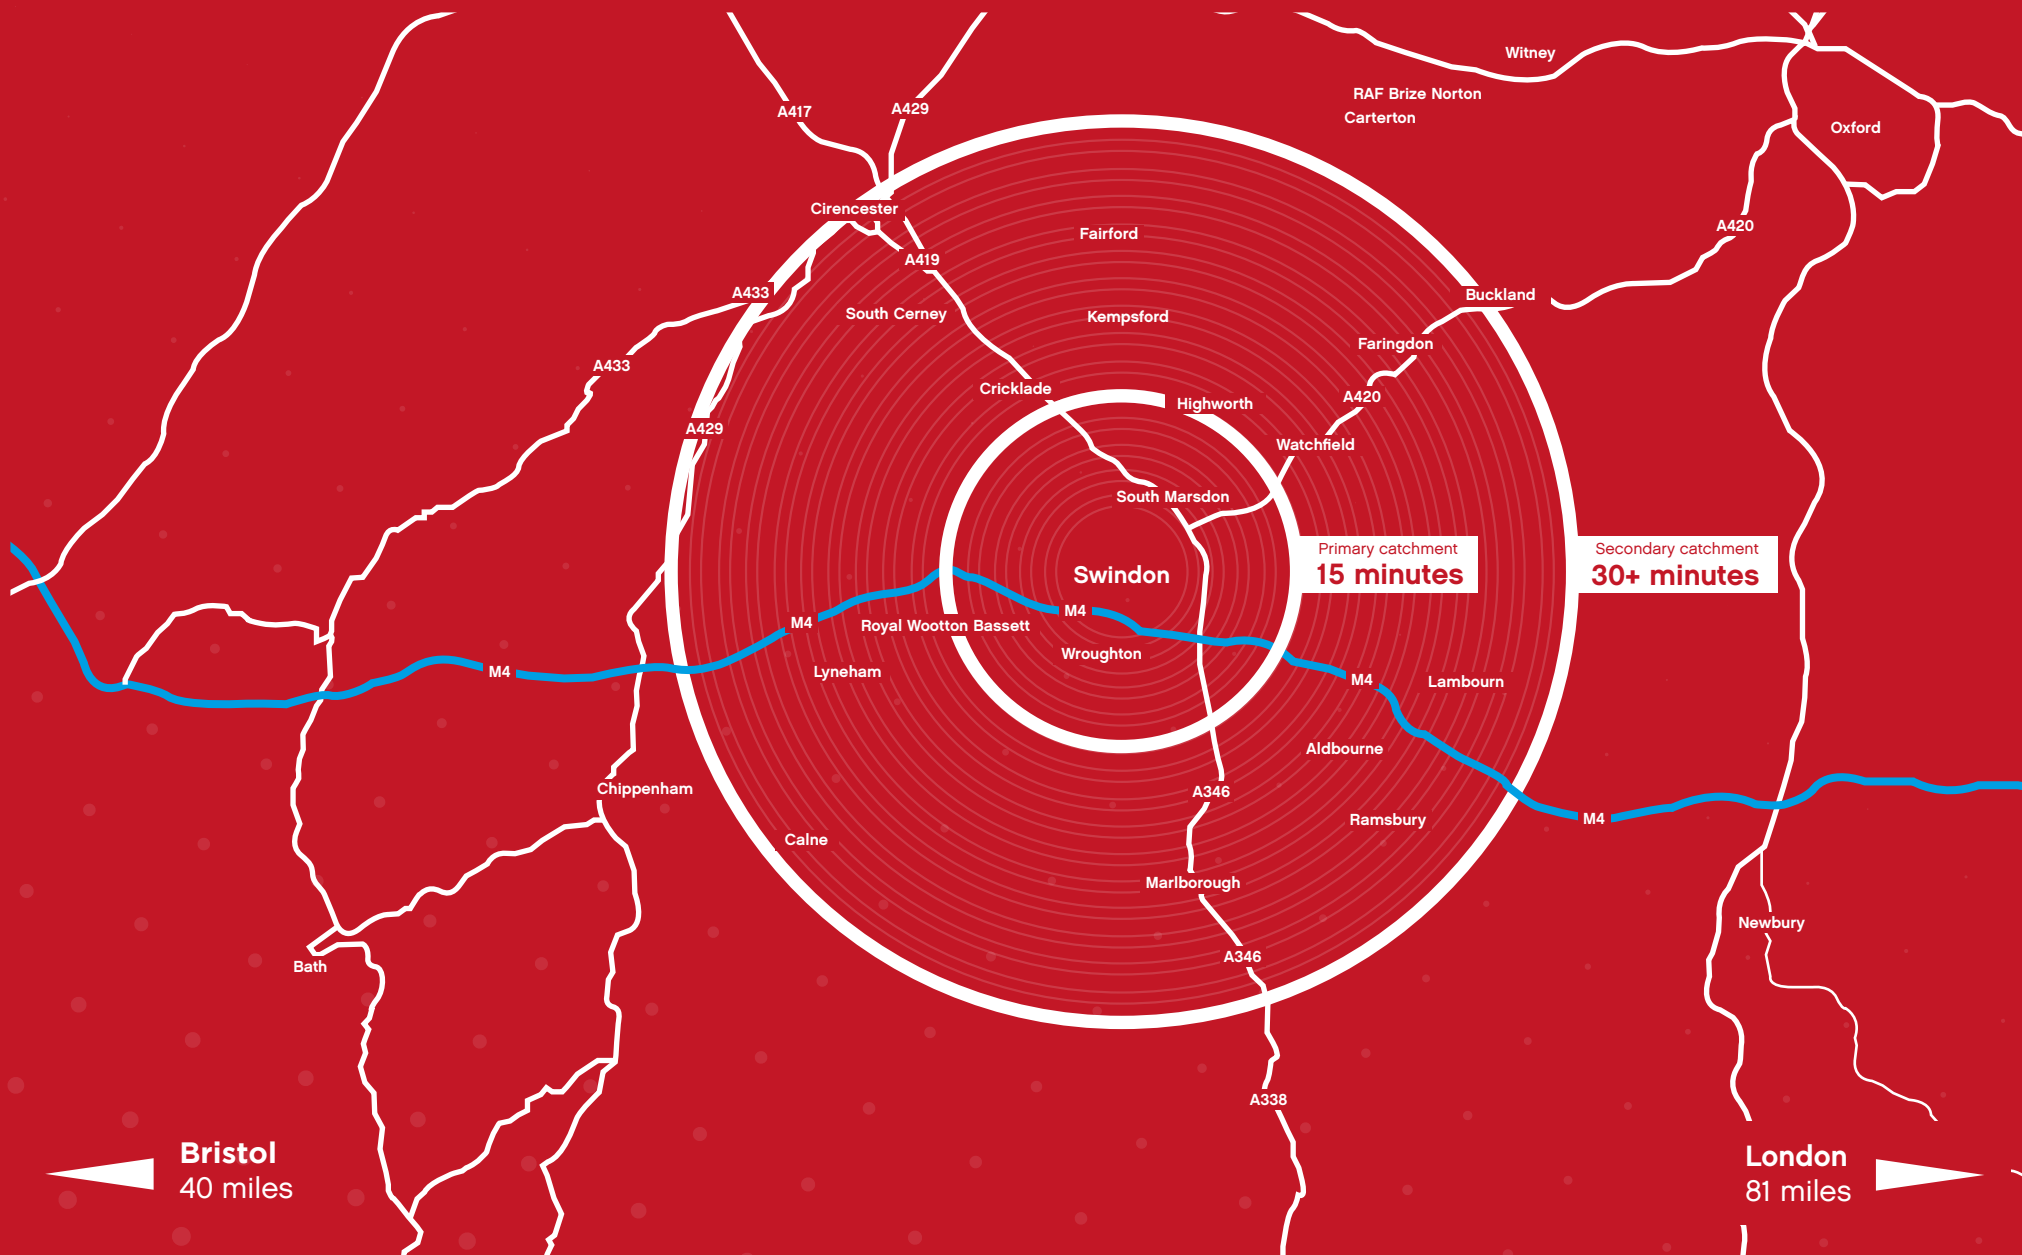 Witney
RAF Brize Norton
Carterton
A417
A429
Oxford
Cirencester
Fairford
A420
A419
A433
Buckland
South Cerney
Kempsford
Faringdon
A433
Cricklade
A420
Highworth
A429
Watchfield
South Marsdon
Primary catchment
15 minutes
Secondary catchment
30+ minutes
Swindon
M4
M4
Royal Wootton Bassett
Wroughton
M4
Lyneham
M4
Lambourn
Aldbourne
Chippenham
A346
M4
Ramsbury
Calne
Marlborough
Newbury
A346
Bath
A338
Bristol
40 miles
London
81 miles